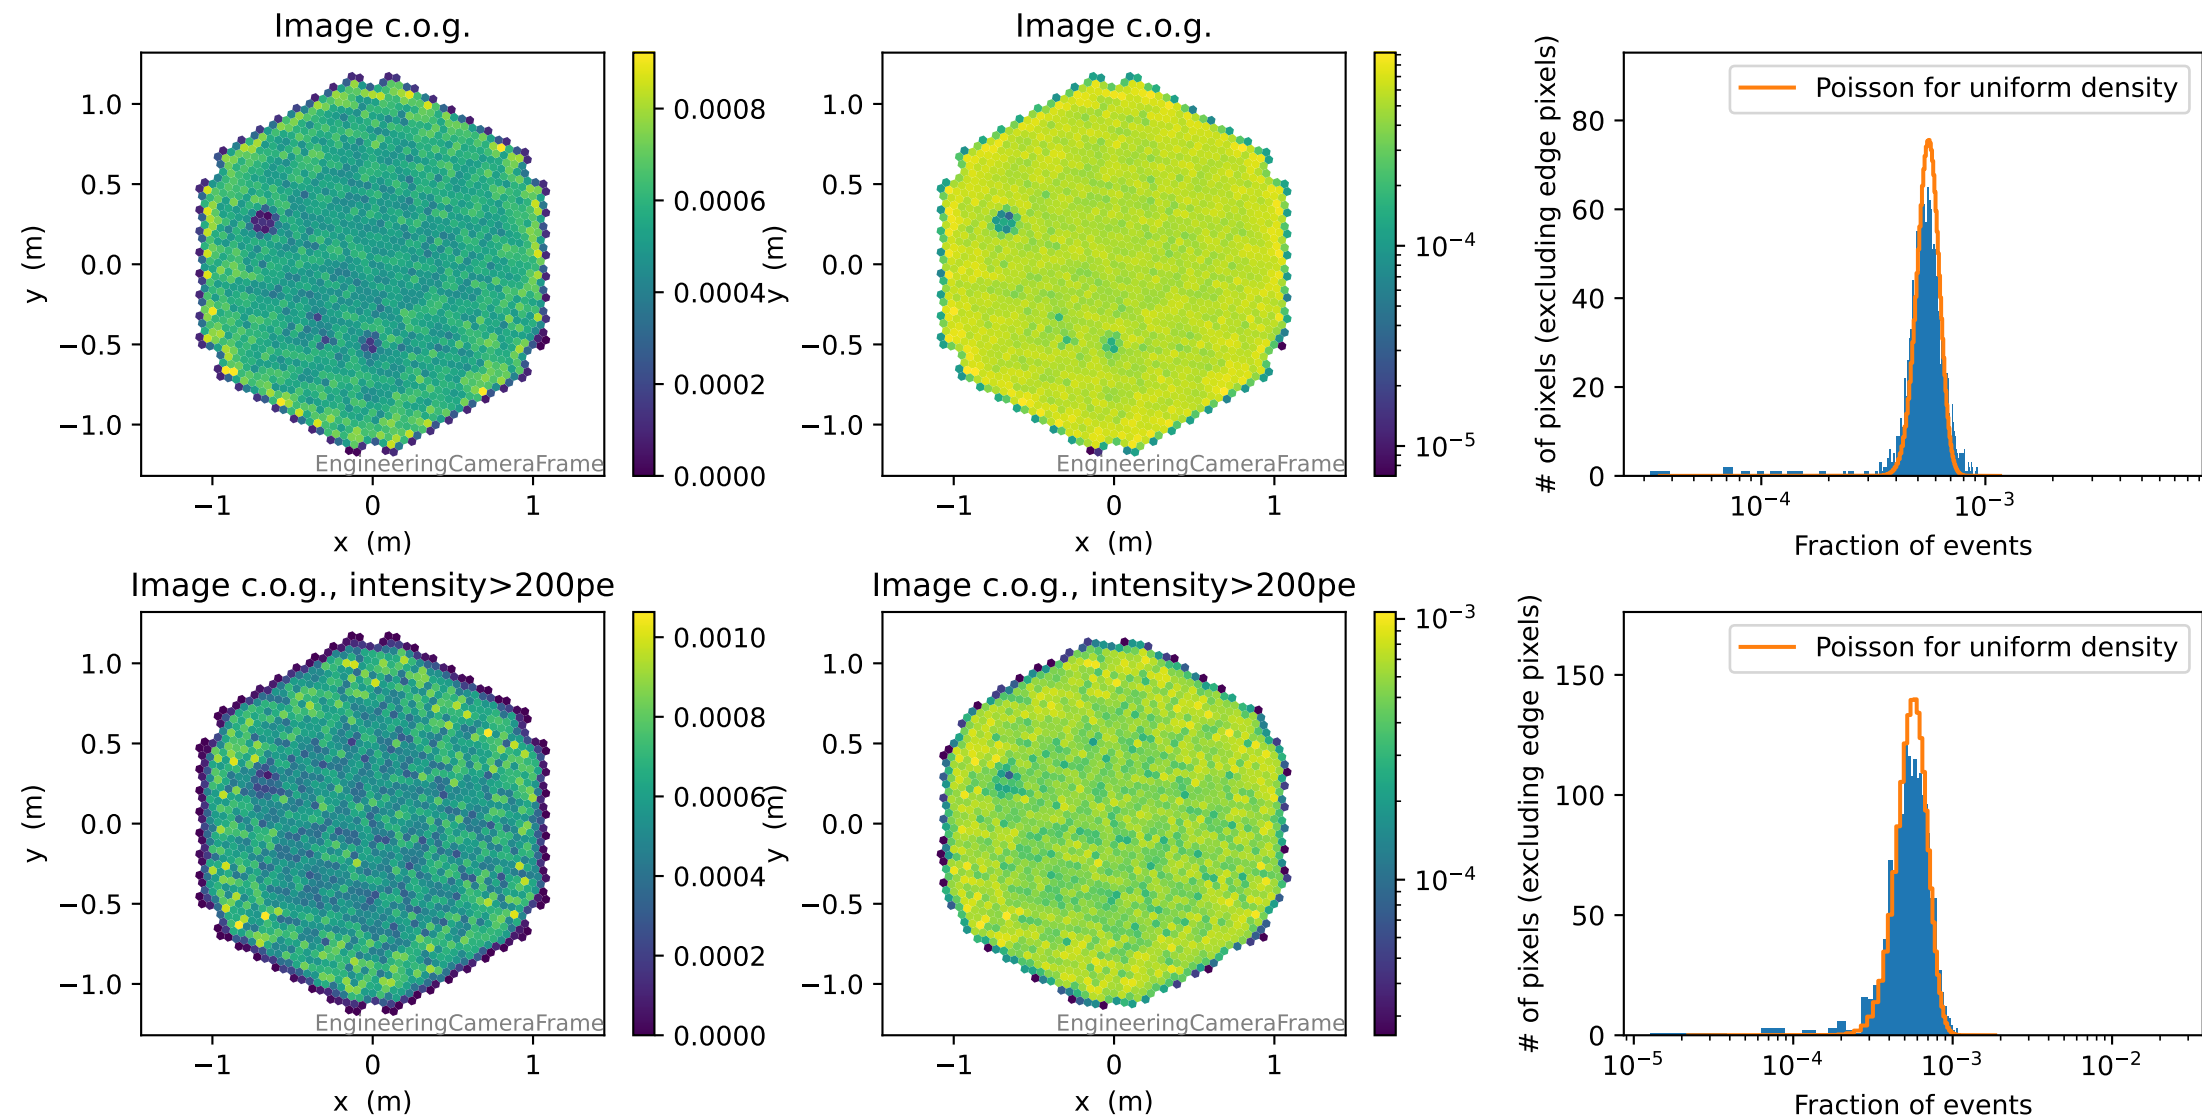 Image c.o.g.
1.0
0.5
0.0
−0.5
−1.0
y (m)
−1
0
1
x (m)
EngineeringCameraFrame
0.0008
0.0006
0.0004
0.0002
0.0000
Image c.o.g.
1.0
0.5
0.0
−0.5
−1.0
y (m)
−1
0
1
x (m)
EngineeringCameraFrame
10−4
10−5
Poisson for uniform density
80
60
40
20
0
# of pixels (excluding edge pixels)
10−4
10−3
Fraction of events
Image c.o.g., intensity>200pe
1.0
0.5
0.0
−0.5
−1.0
y (m)
−1
0
1
x (m)
EngineeringCameraFrame
0.0010
0.0008
0.0006
0.0004
0.0002
0.0000
Image c.o.g., intensity>200pe
1.0
0.5
0.0
−0.5
−1.0
y (m)
−1
0
1
x (m)
EngineeringCameraFrame
10−3
10−4
Poisson for uniform density
150
100
50
0
# of pixels (excluding edge pixels)
10−5
10−4
10−3
10−2
Fraction of events